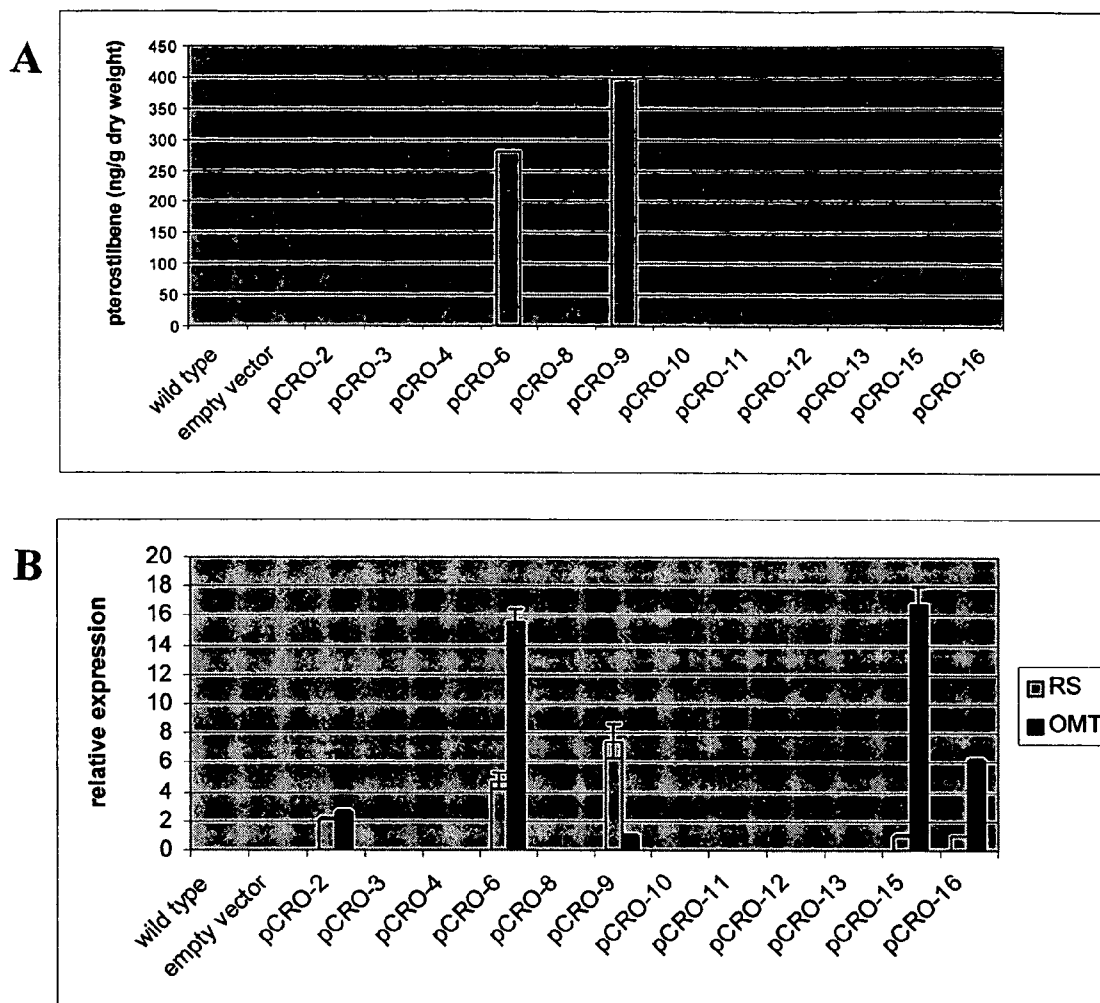 A
pterostilbene (ng/g dry weight)
450
400
350
300
250
200
150
100
50
0
wild type
empty vector
pCRO-2
pCRO-3
pCRO-4
pCRO-6
pCRO-8
pCRO-9
pCRO-10
pCRO-11
pCRO-12
pCRO-13
pCRO-15
pCRO-16
B
relative expression
20
18
16
14
12
10
8
6
4
2
0
wild type
empty vector
pCRO-2
pCRO-3
pCRO-4
pCRO-6
pCRO-8
pCRO-9
pCRO-10
pCRO-11
pCRO-12
pCRO-13
pCRO-15
pCRO-16
RS
OMT